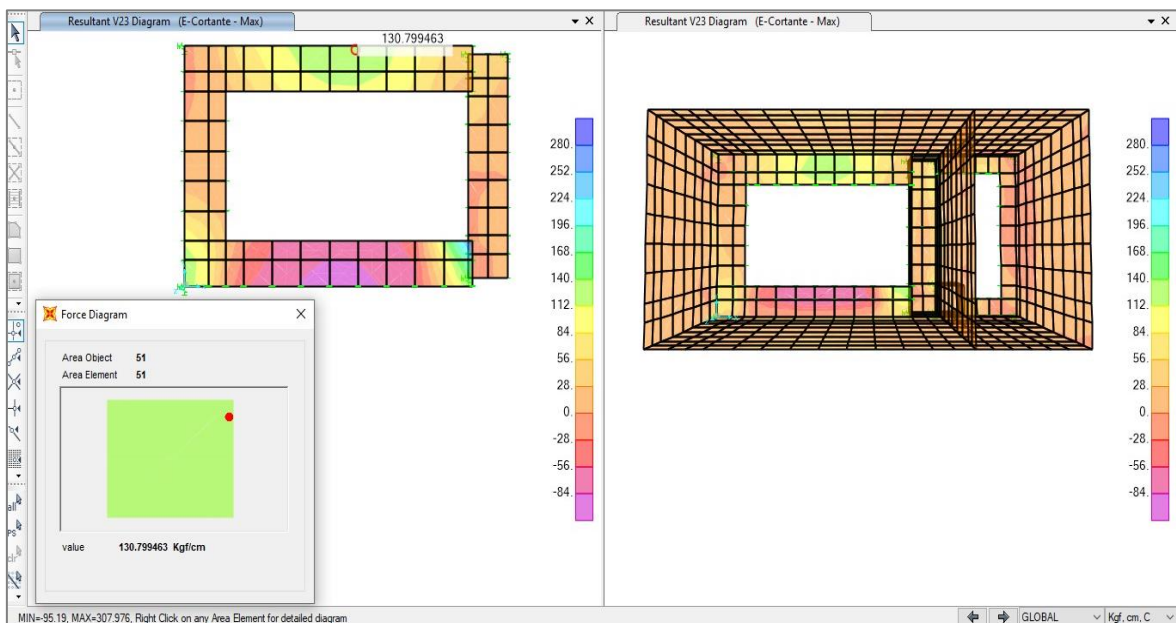 Resultant V23 Diagram (E-Cortante - Max)
130.799463
280.
252.
224.
196.
168.
140.
112.
84.
56.
28.
0.
-28.
-56.
-84.
Force Diagram
Area Object 51
Area Element 51
value 130.799463 Kgf/cm
all
PS
clr
Resultant V23 Diagram (E-Cortante - Max)
280.
252.
224.
196.
168.
140.
112.
84.
56.
28.
0.
-28.
-56.
-84.
MIN=-95.19, MAX=307.976, Right Click on any Area Element for detailed diagram
GLOBAL
Kgf, cm, C